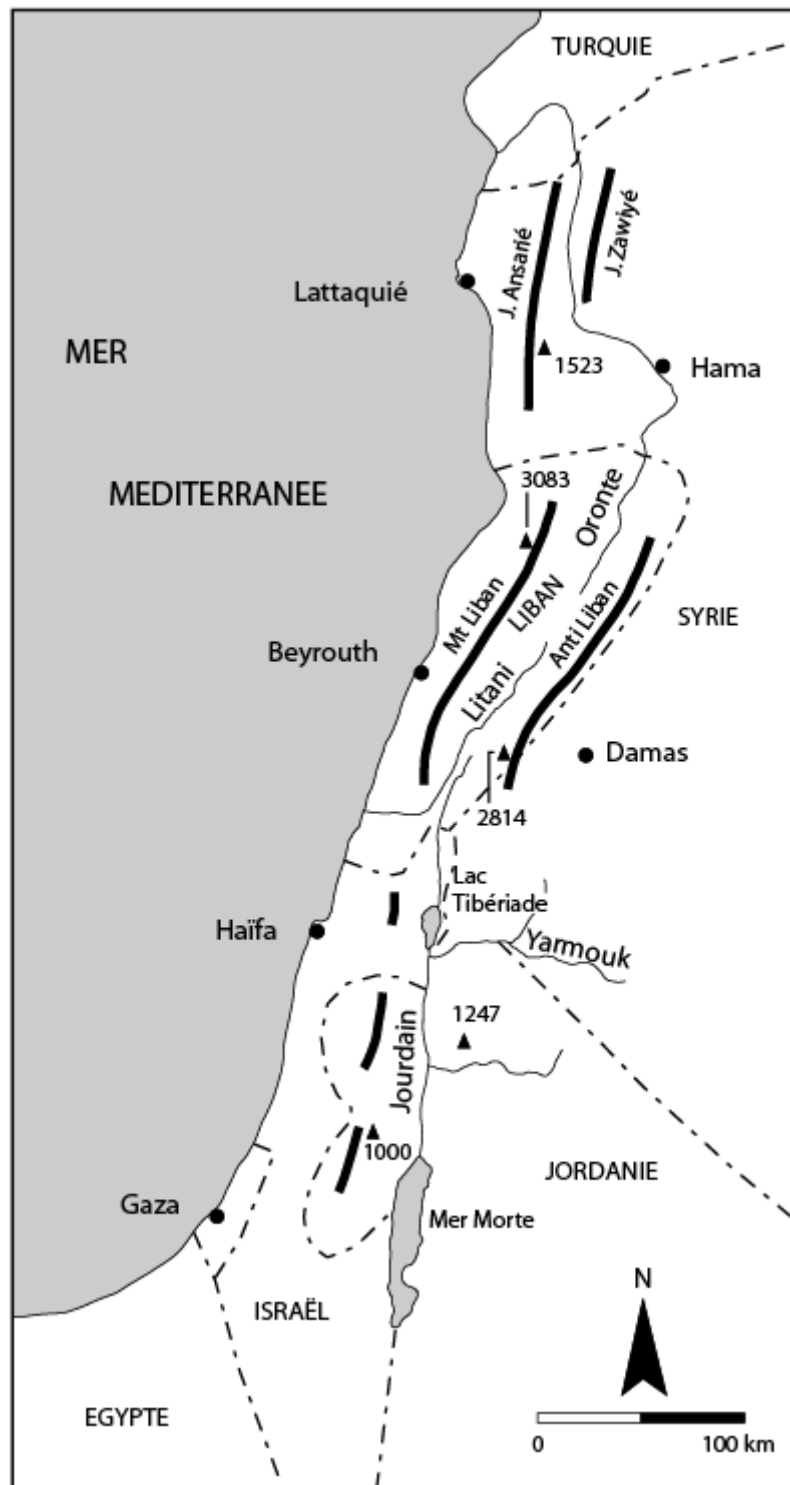 TURQUIE
J. Ansarié
J. Zawiyé
Lattaquié
MER
1523
Hama
MEDITERRANEE
3083
Oronte
Mt Liban
LIBAN
Anti Liban
SYRIE
Beyrouth
Litani
Damas
2814
Lac
Tibériade
Haïfa
Yarmouk
1247
Jourdain
1000
JORDANIE
Gaza
Mer Morte
ISRAËL
N
EGYPTE
0
100 km